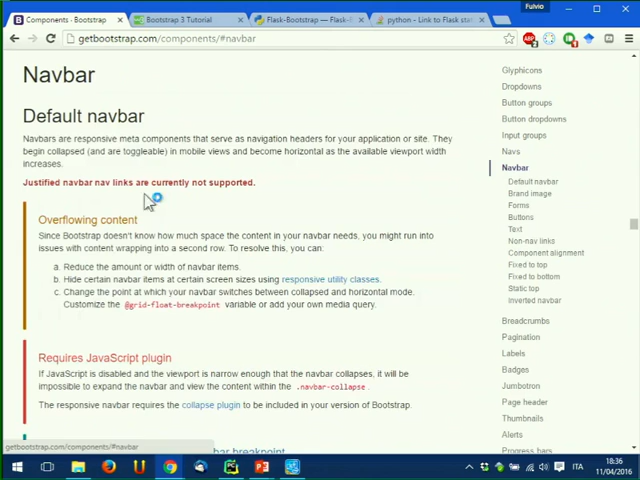 Fulvio
Components · Bootstrap
Bootstrap 3 Tutorial
Flask-Bootstrap — Flask-B
python - Link to Flask sta
getbootstrap.com/components/#navbar
Navbar
Default navbar
Navbars are responsive meta components that serve as navigation headers for your application or site. They
begin collapsed (and are toggleable) in mobile views and become horizontal as the available viewport width
increases.
Justified navbar nav links are currently not supported.
Overflowing content
Since Bootstrap doesn't know how much space the content in your navbar needs, you might run into
issues with content wrapping into a second row. To resolve this, you can:
a. Reduce the amount or width of navbar items.
b. Hide certain navbar items at certain screen sizes using responsive utility classes.
c. Change the point at which your navbar switches between collapsed and horizontal mode.
Customize the @grid-float-breakpoint variable or add your own media query.
Requires JavaScript plugin
If JavaScript is disabled and the viewport is narrow enough that the navbar collapses, it will be
impossible to expand the navbar and view the content within the .navbar-collapse.
The responsive navbar requires the collapse plugin to be included in your version of Bootstrap.
bar breakpoint
Glyphicons
Dropdowns
Button groups
Button dropdowns
Input groups
Navs
Navbar
Default navbar
Brand image
Forms
Buttons
Text
Non-nav links
Component alignment
Fixed to top
Fixed to bottom
Static top
Inverted navbar
Breadcrumbs
Pagination
Labels
Badges
Jumbotron
Page header
Thumbnails
Alerts
Progress bars
getbootstrap.com/components/#navbar
ITA
18:36
11/04/2016